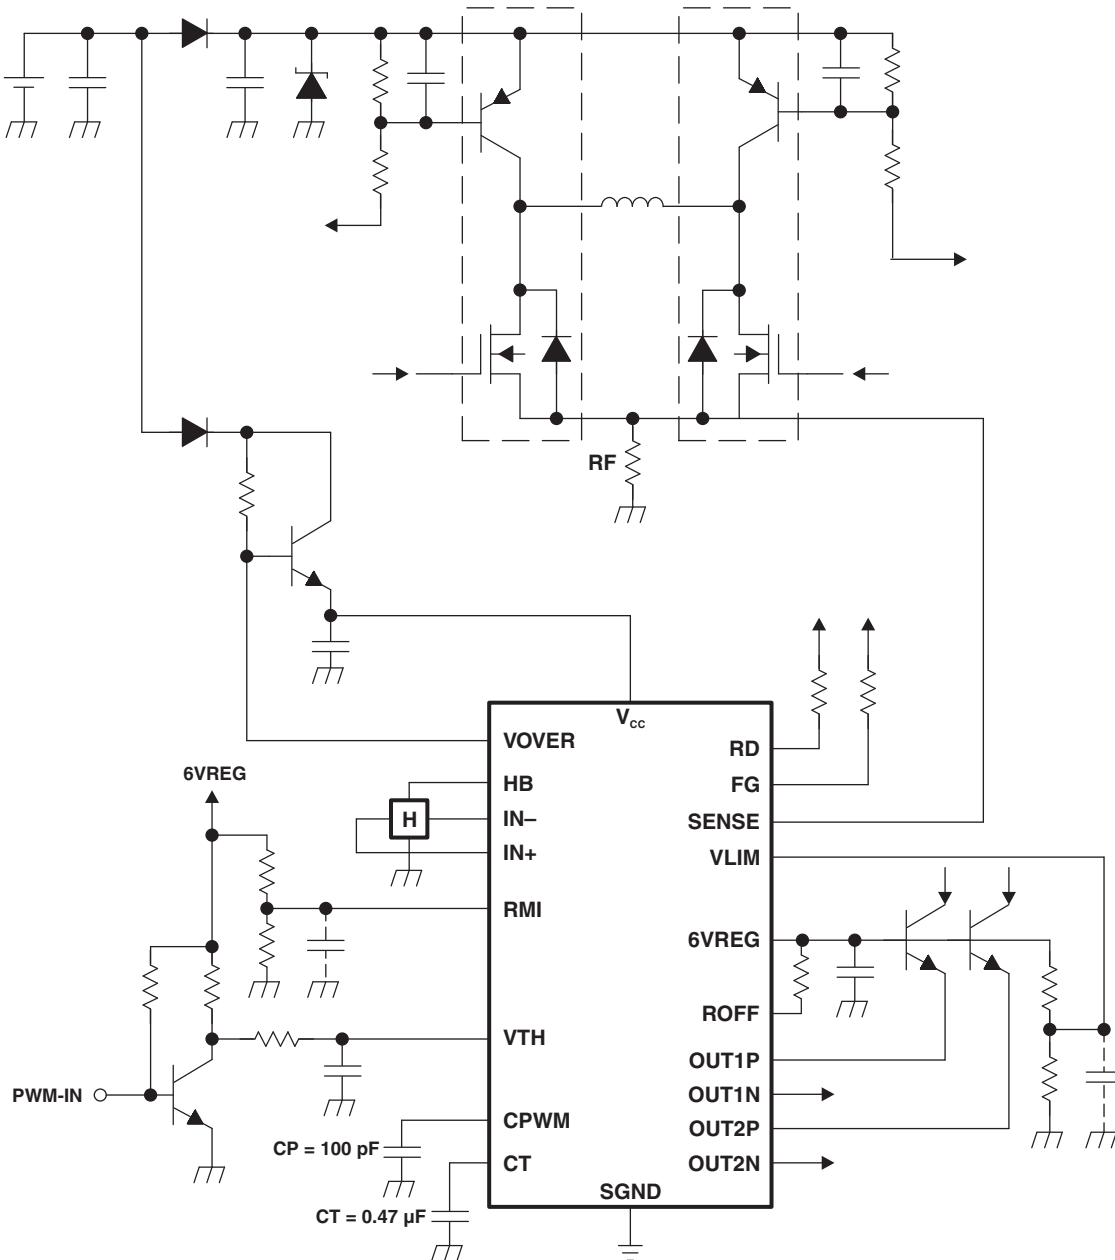 RF
V_CC
VOVER
RD
6VREG
HB
FG
H
IN–
SENSE
IN+
VLIM
RMI
6VREG
ROFF
VTH
OUT1P
PWM-IN
OUT1N
CPWM
OUT2P
CP = 100 pF
CT
OUT2N
SGND
CT = 0.47 µF